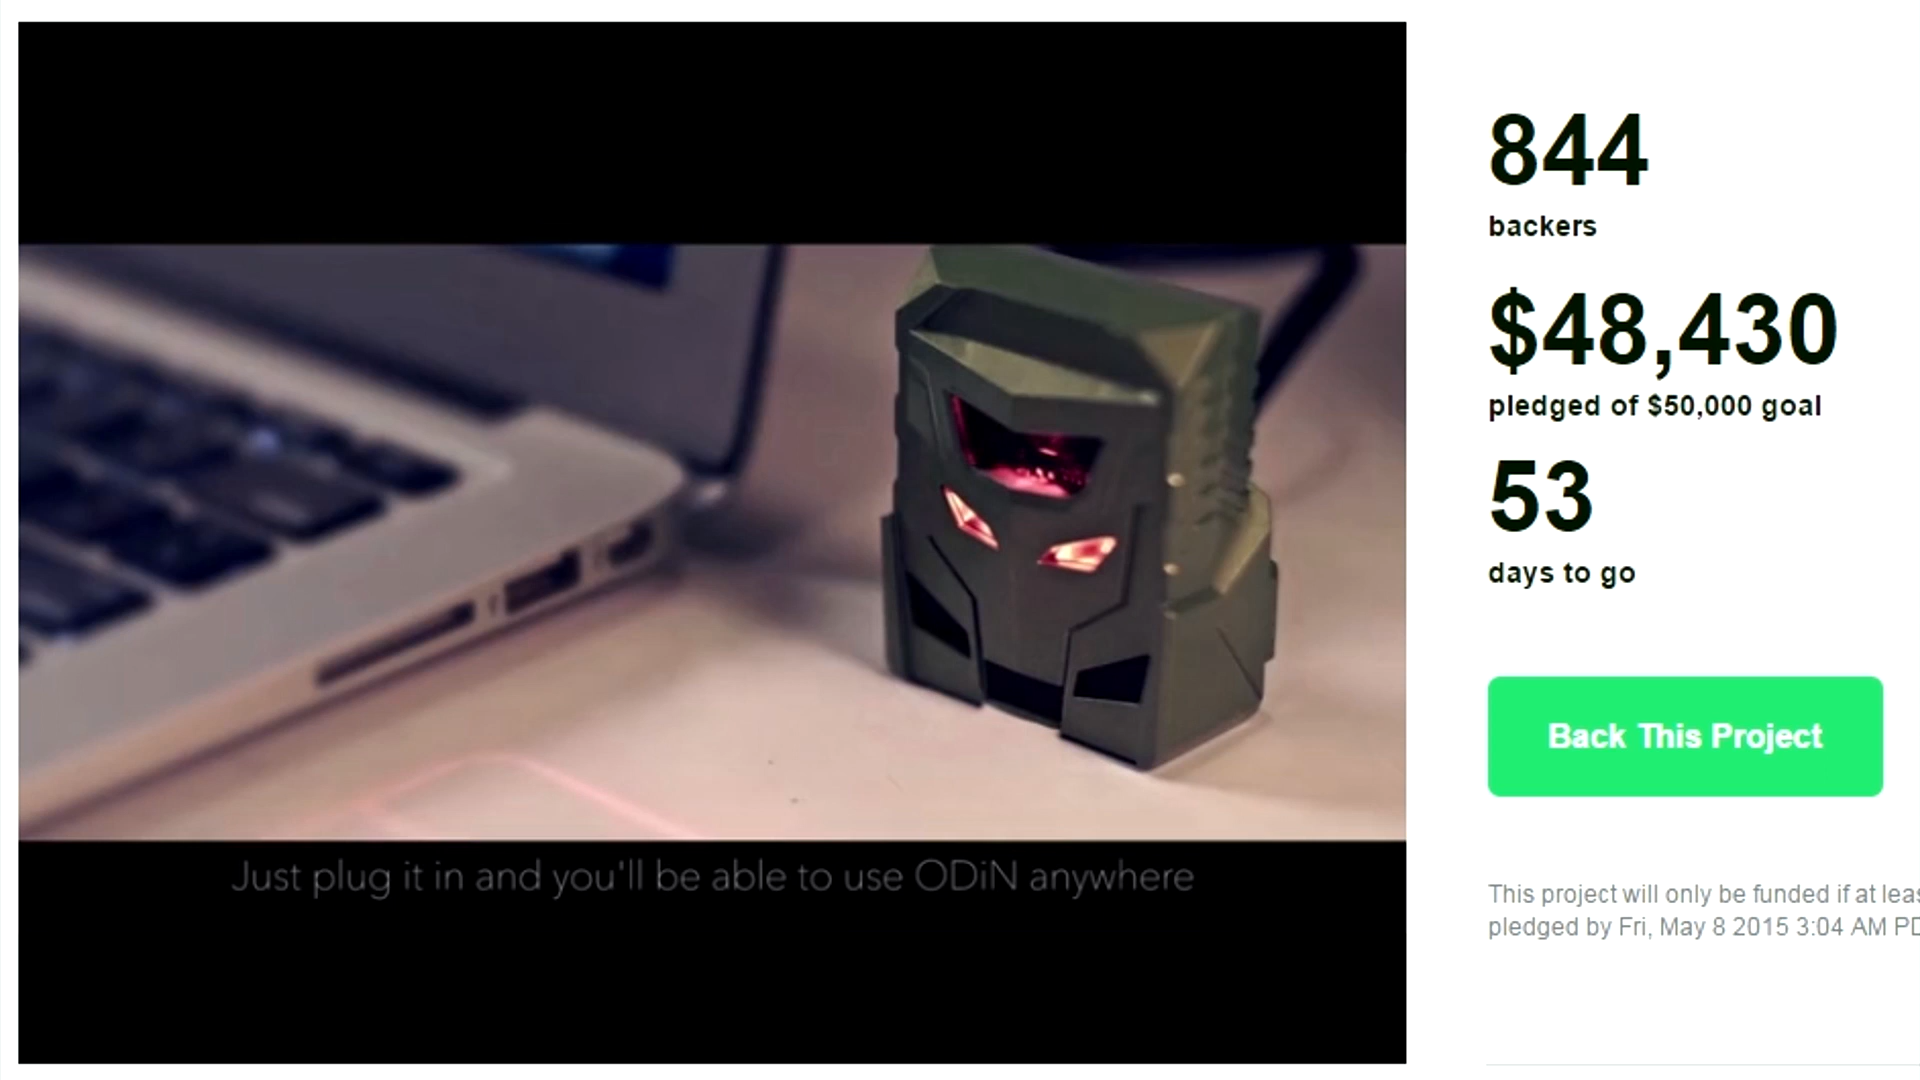 844
backers
$48,430
pledged of $50,000 goal
53
days to go
Back This Project
Just plug it in and you'll be able to use ODiN anywhere
This project will only be funded if at
pledged by Fri, May 8 2015 3:04 AM